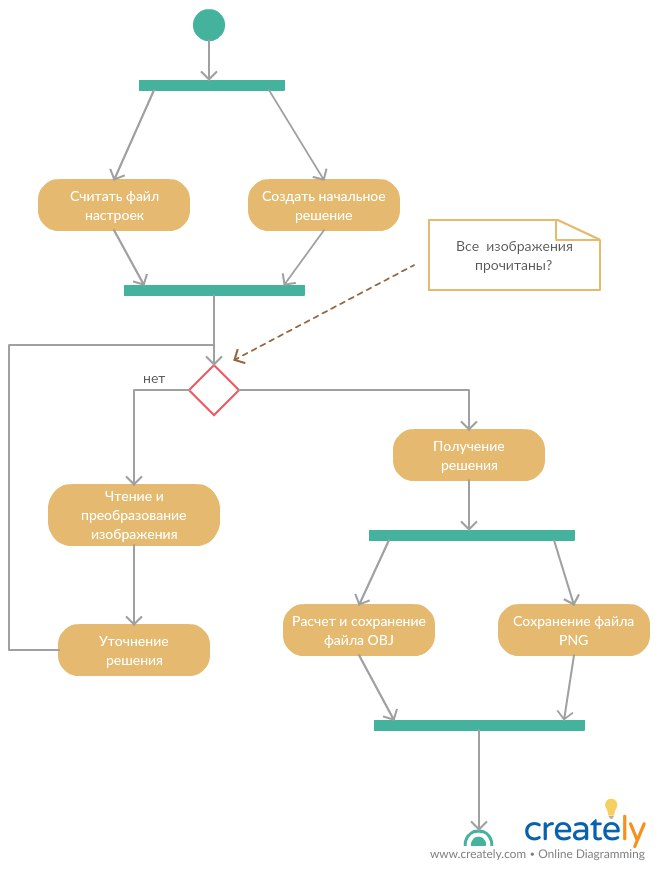 Считать файл
настроек
Создать начальное
решение
Все изображения
прочитаны?
нет
Получение
решения
Чтение и
преобразование
изображения
Расчет и сохранение
файла OBJ
Сохранение файла
PNG
Уточнение
решения
creately
www.creately.com • Online Diagramming